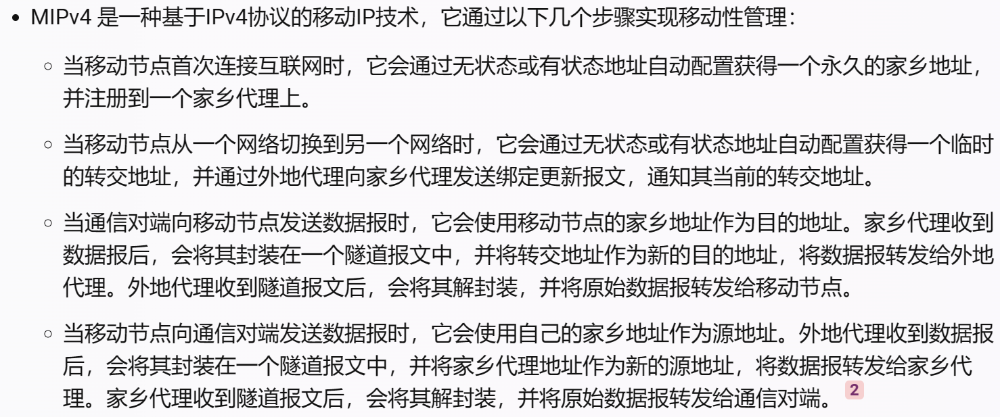 • MIPv4 是一种基于IPv4协议的移动IP技术，它通过以下几个步骤实现移动性管理：
○ 当移动节点首次连接互联网时，它会通过无状态或有状态地址自动配置获得一个永久的家乡地址，
并注册到一个家乡代理上。
○ 当移动节点从一个网络切换到另一个网络时，它会通过无状态或有状态地址自动配置获得一个临时
的转交地址，并通过外地代理向家乡代理发送绑定更新报文，通知其当前的转交地址。
○ 当通信对端向移动节点发送数据报时，它会使用移动节点的家乡地址作为目的地址。家乡代理收到
数据报后，会将其封装在一个隧道报文中，并将转交地址作为新的目的地址，将数据报转发给外地
代理。外地代理收到隧道报文后，会将其解封装，并将原始数据报转发给移动节点。
○ 当移动节点向通信对端发送数据报时，它会使用自己的家乡地址作为源地址。外地代理收到数据报
后，会将其封装在一个隧道报文中，并将家乡代理地址作为新的源地址，将数据报转发给家乡代
理。家乡代理收到隧道报文后，会将其解封装，并将原始数据报转发给通信对端。 2